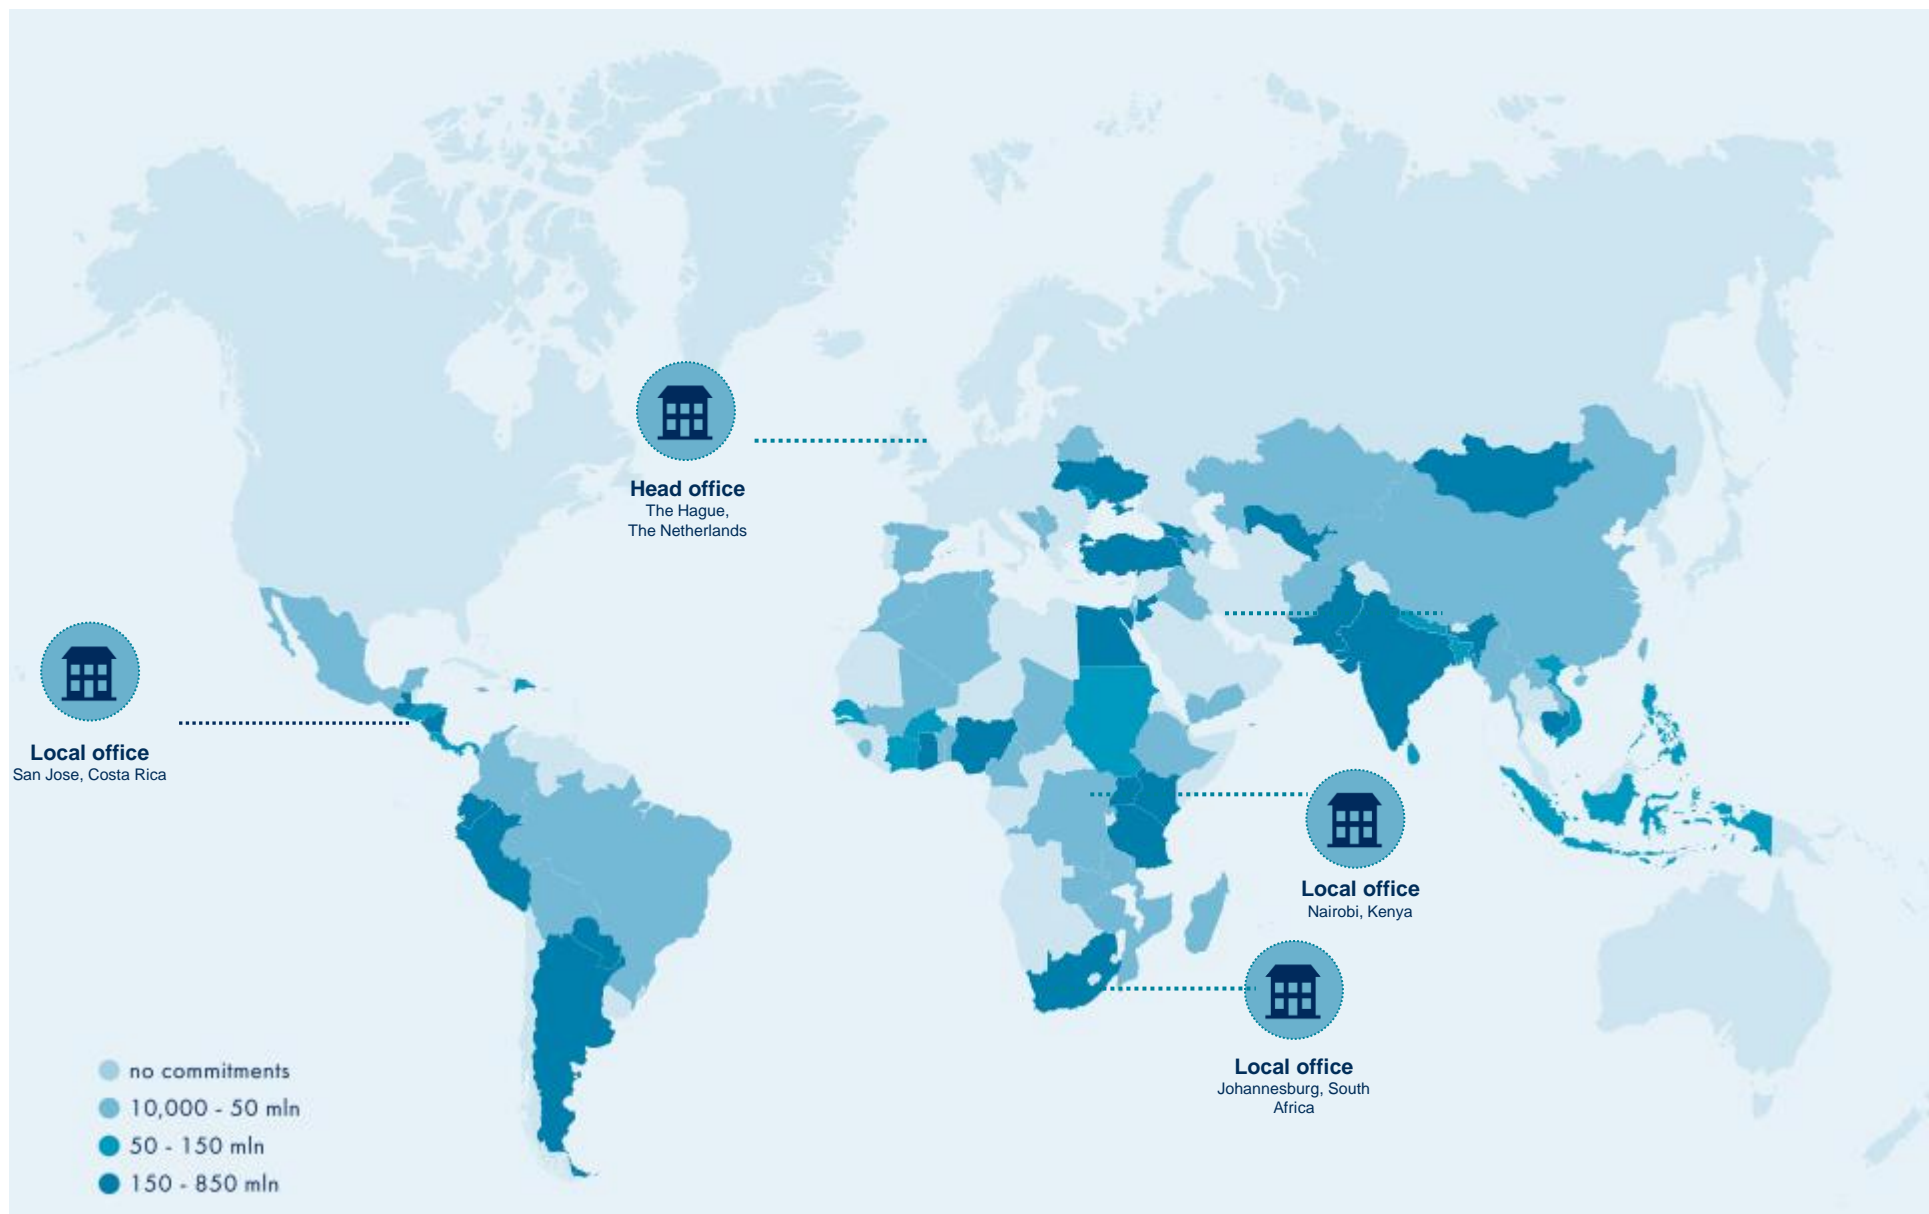 Head office
The Hague,
The Netherlands
Local office
San Jose, Costa Rica
Local office
Nairobi, Kenya
Local office
Johannesburg, South
Africa
no commitments
10,000 - 50 mln
50 - 150 mln
150 - 850 mln